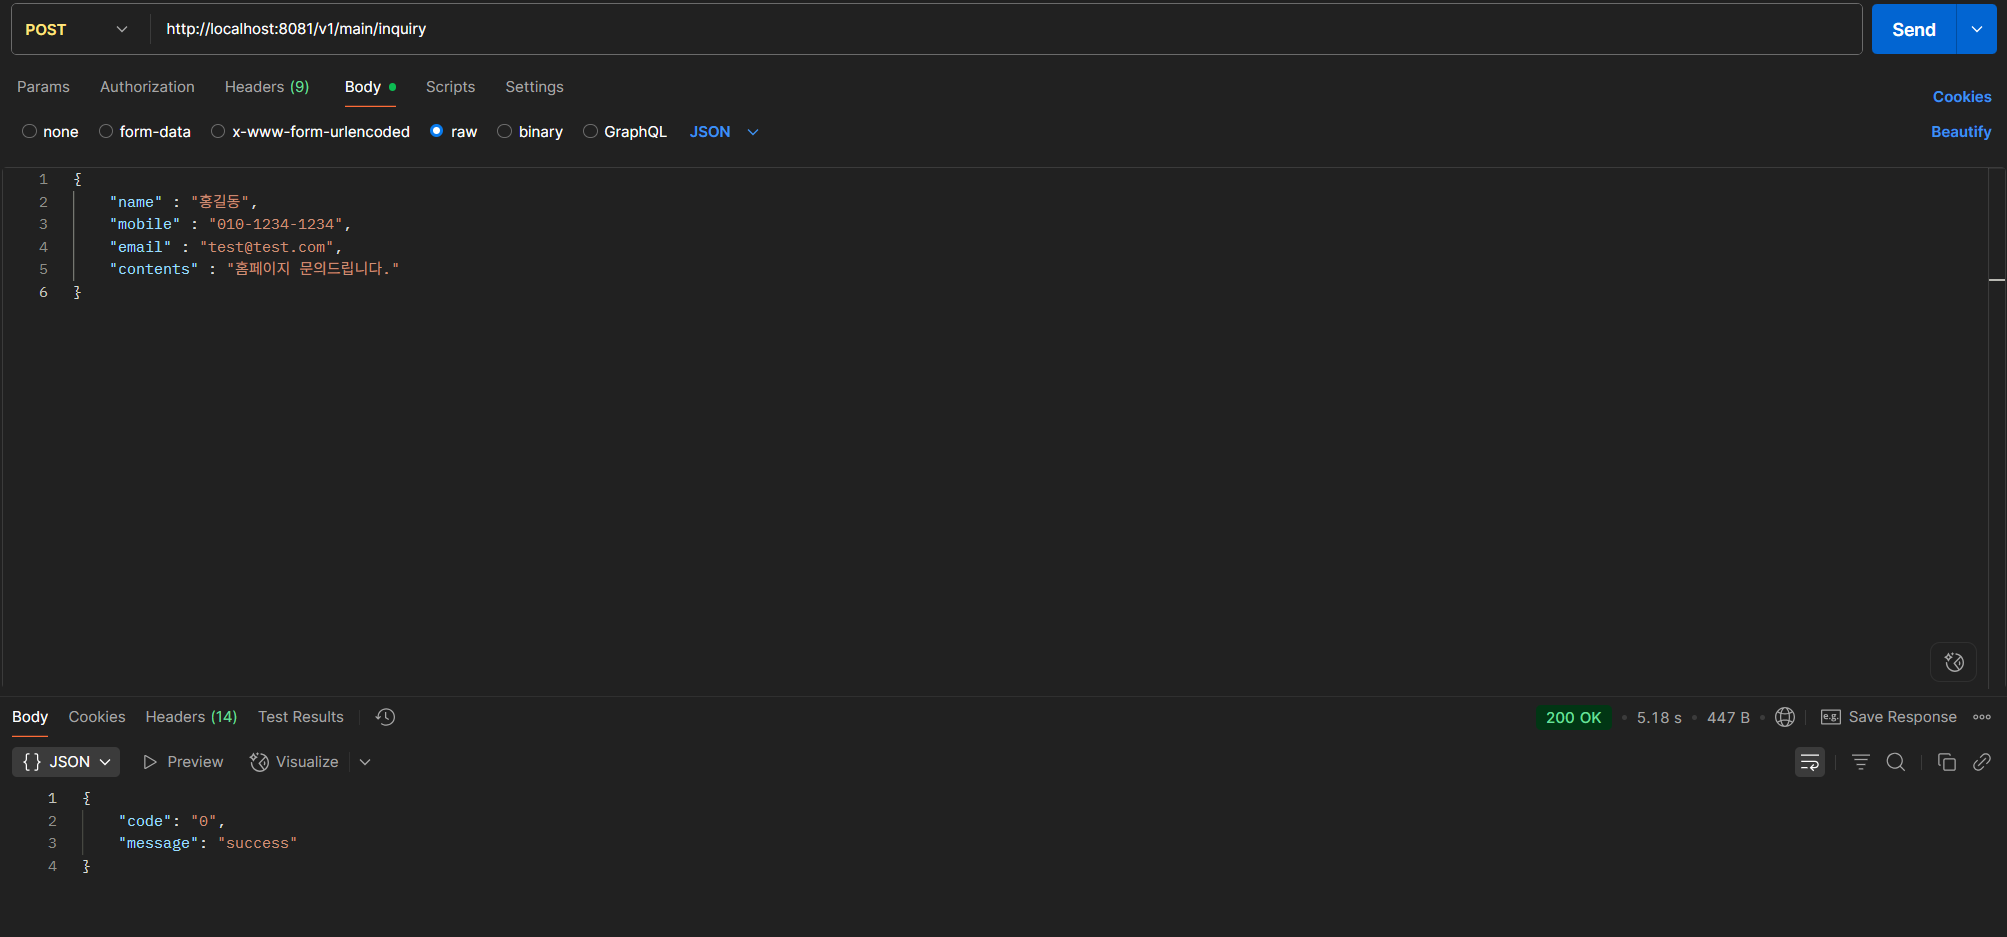 POST http://localhost:8081/v1/main/inquiry Send
Params Authorization Headers (9) Body Scripts Settings
Cookies
none form-data x-www-form-urlencoded raw binary GraphQL JSON Beautify
1 {
2 "name" : "홍길동",
3 "mobile" : "010-1234-1234",
4 "email" : "test@test.com",
5 "contents" : "홈페이지 문의드립니다."
6 }
Body Cookies Headers (14) Test Results 200 OK • 5.18 s • 447 B • e.g. Save Response
{} JSON Preview Visualize
1 {
2 "code": "0",
3 "message": "success"
4 }